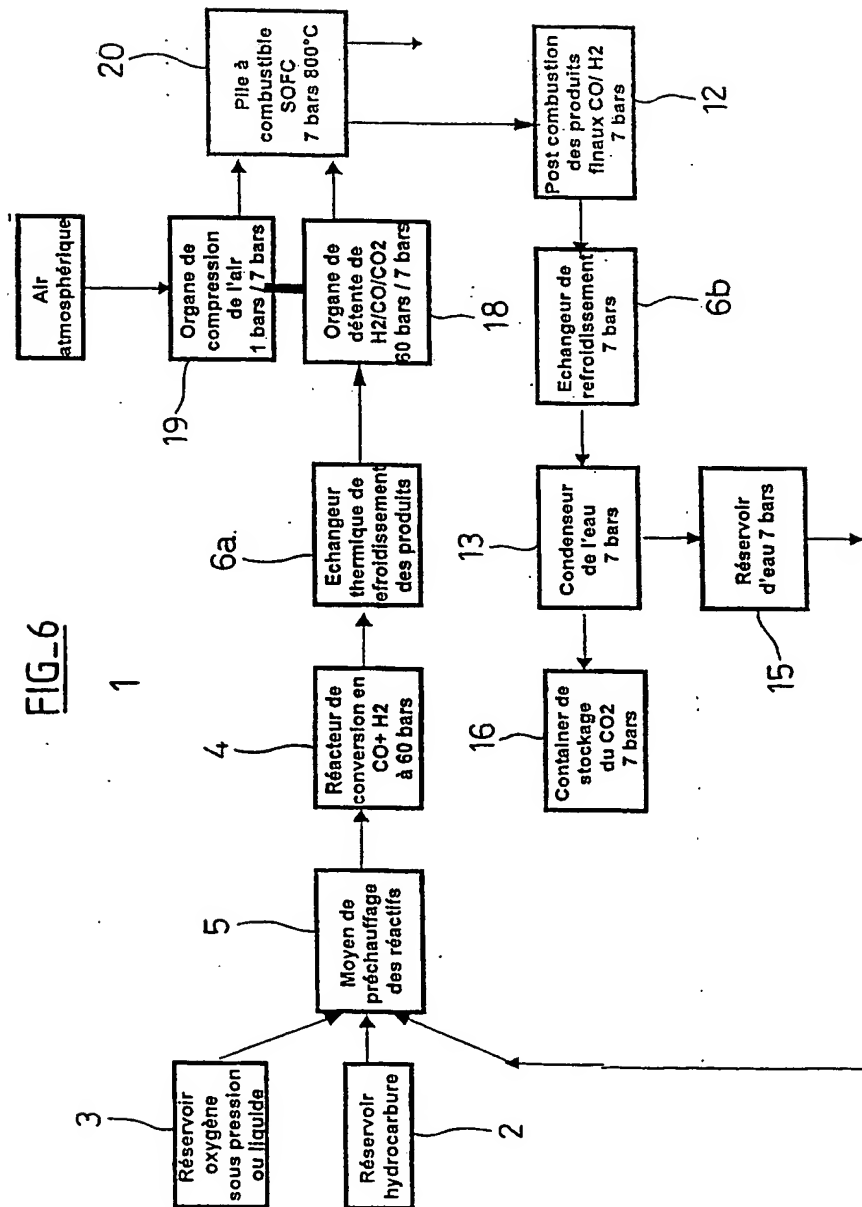 FIG_6
1
3
Réservoir
oxygène
sous pression
ou liquide
2
Réservoir
hydrocarbure
5
Moyen de
préchauffage
des réactifs
4
Réacteur de
conversion en
CO+ H2
à 60 bars
6a.
Echangeur
thermique de
refroidissement
des produits
Air
atmosphérique
19
Organe de
compression
de l'air
1 bars / 7 bars
18
Organe de
détente de
H2/CO/CO2
60 bars / 7 bars
20
Pile à
combustible
SOFC
7 bars 800°C
12
Post combustion
des produits
finaux CO/ H2
7 bars
6b
Echangeur de
refroidissement
7 bars
13
Condenseur
de l'eau
7 bars
16
Container de
stockage
du CO2
7 bars
15
Réservoir
d'eau 7 bars